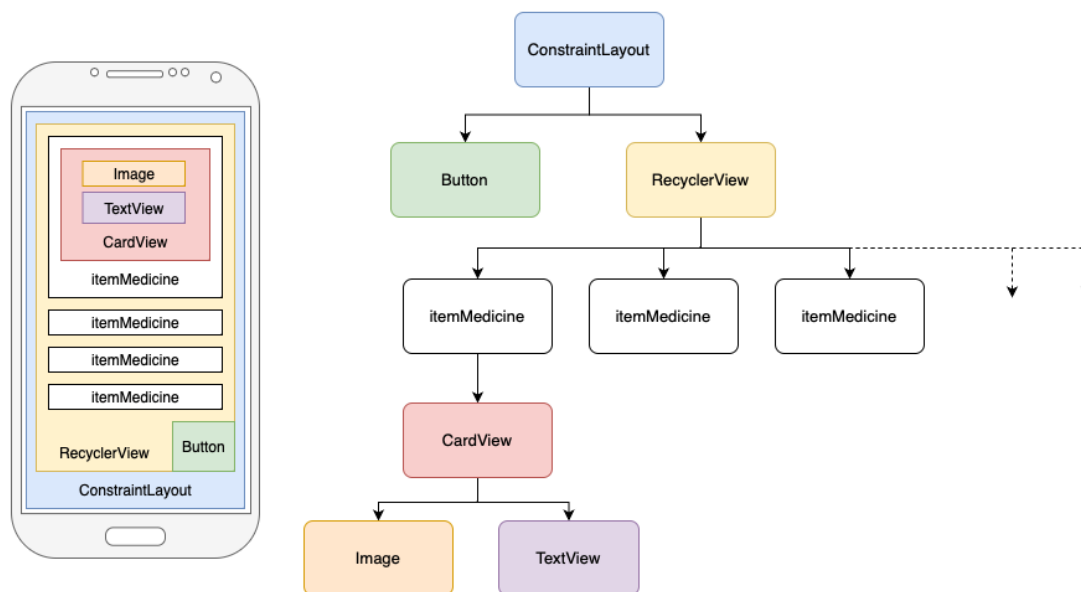 Image
TextView
CardView
itemMedicine
itemMedicine
itemMedicine
itemMedicine
RecyclerView
Button
ConstraintLayout
ConstraintLayout
Button
RecyclerView
itemMedicine
itemMedicine
itemMedicine
CardView
Image
TextView